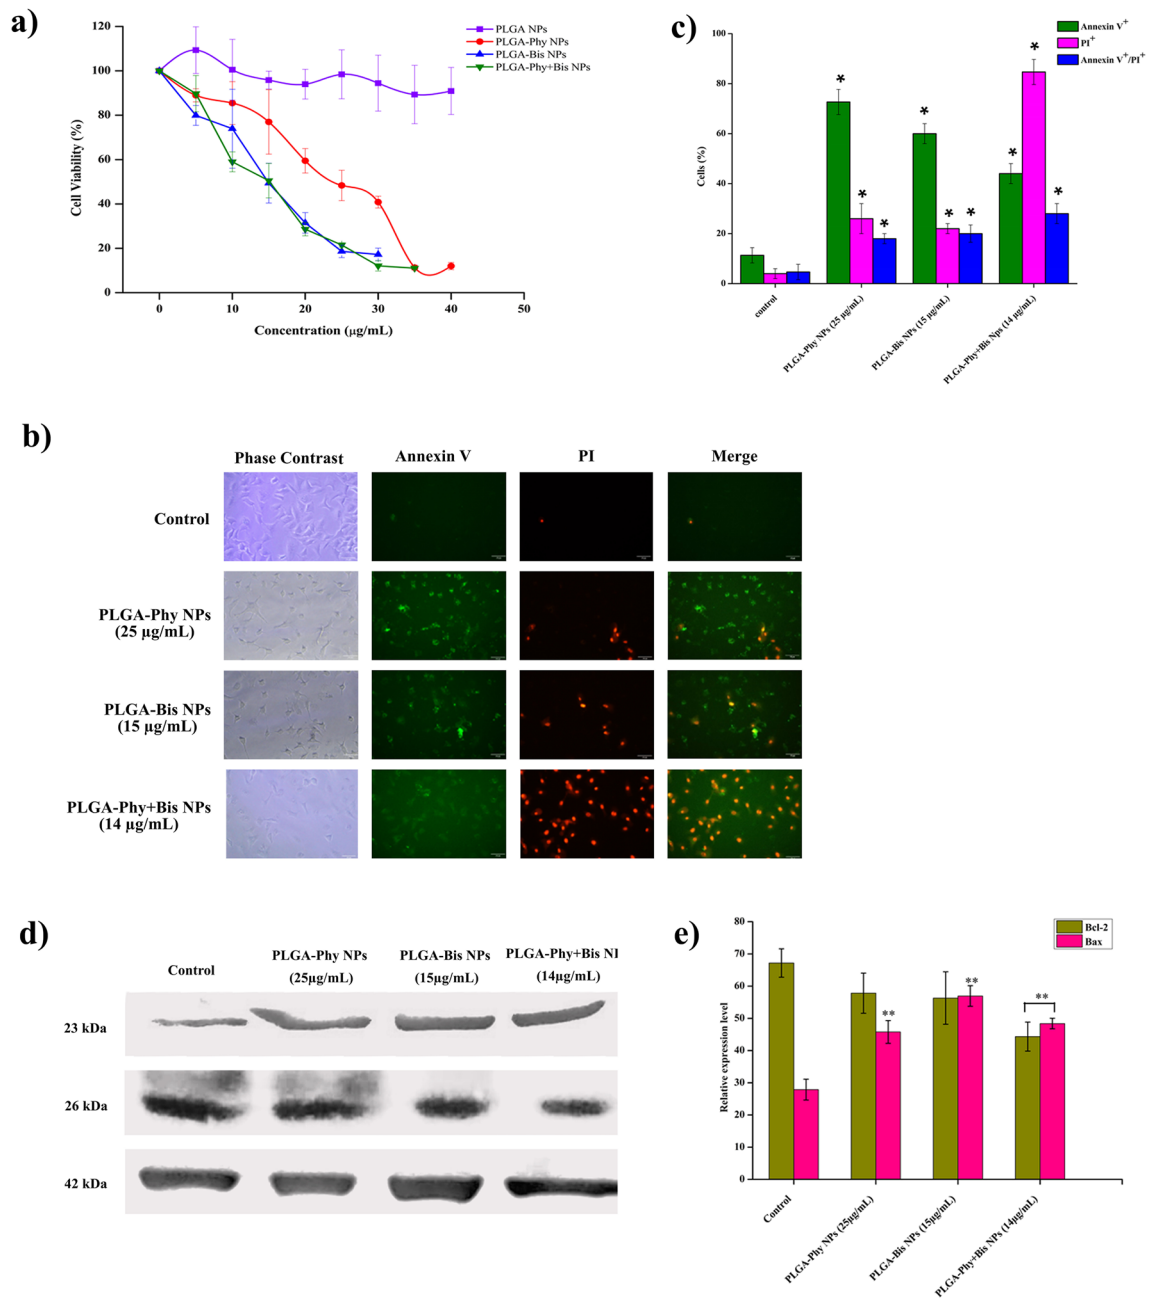 a)
120
100
80
60
40
20
0
Cell Viability (%)
0 10 20 30 40 50
Concentration (µg/mL)
PLGA NPs
PLGA-Phy NPs
PLGA-Bis NPs
PLGA-Phy+Bis NPs
c)
100
80
60
40
20
0
Cells (%)
Annexin V+
PI+
Annexin V+/PI+
* * * * * * * * *
control
PLGA-Phy NPs (25 µg/mL)
PLGA-Bis NPs (15 µg/mL)
PLGA-Phy+Bis Nps (14 µg/mL)
b)
Phase Contrast Annexin V PI Merge
Control
PLGA-Phy NPs
(25 µg/mL)
PLGA-Bis NPs
(15 µg/mL)
PLGA-Phy+Bis NPs
(14 µg/mL)
d)
Control
PLGA-Phy NPs
(25µg/mL)
PLGA-Bis NPs
(15µg/mL)
PLGA-Phy+Bis NI
(14µg/mL)
23 kDa
26 kDa
42 kDa
e)
80
70
60
50
40
30
20
10
0
Relative expression level
Bcl-2
Bax
** ** **
Control
PLGA-Phy NPs (25µg/mL)
PLGA-Bis NPs (15µg/mL)
PLGA-Phy+Bis NPs (14µg/mL)